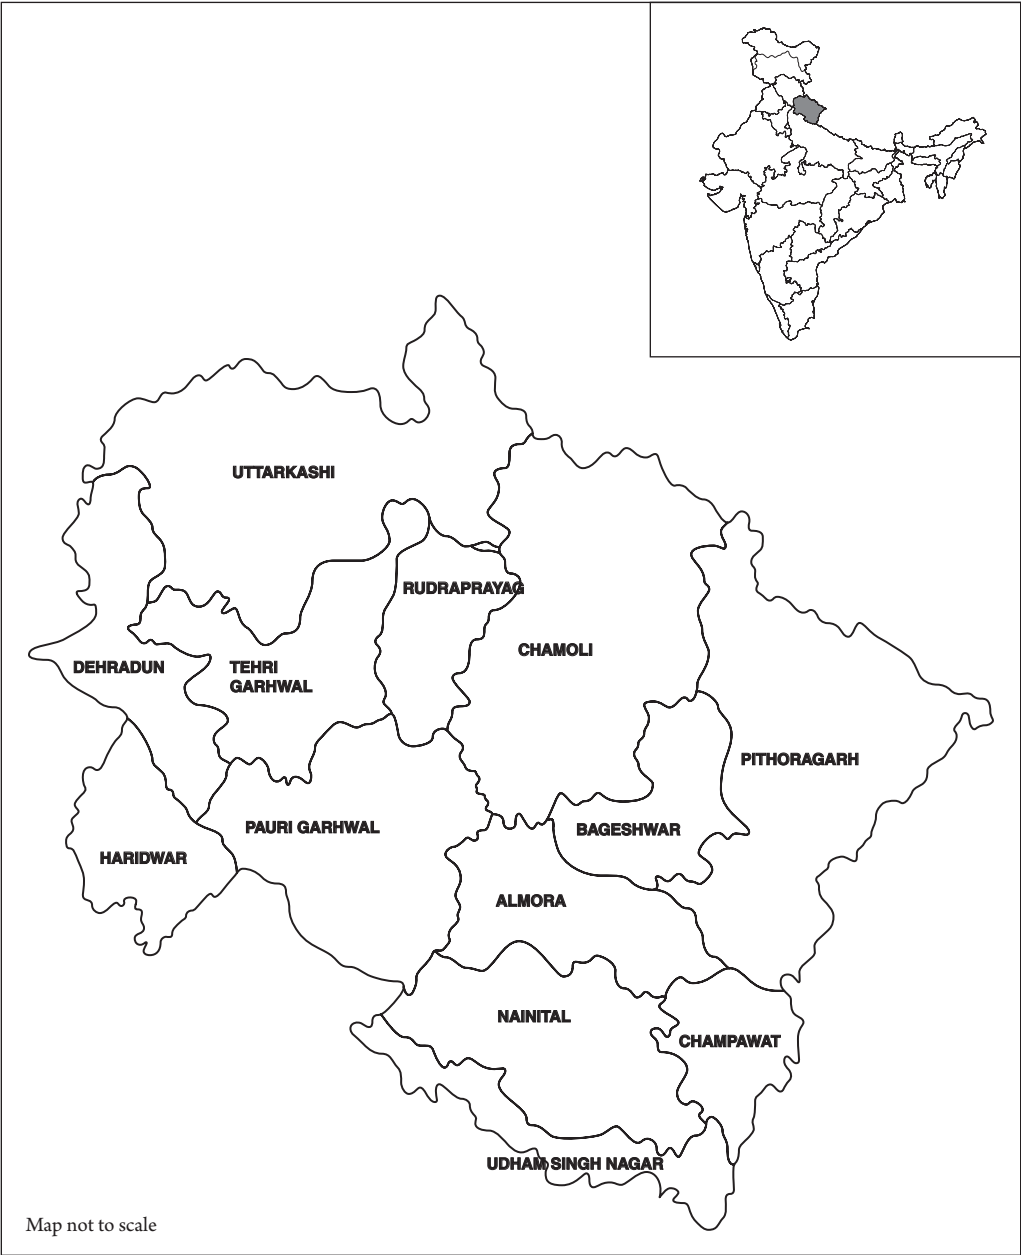 UTTARKASHI
RUDRAPRAYAG
CHAMOLI
DEHRADUN
TEHRI
GARHWAL
PITHORAGARH
PAURI GARHWAL
BAGESHWAR
HARIDWAR
ALMORA
NAINITAL
CHAMPAWAT
UDHAM SINGH NAGAR
Map not to scale